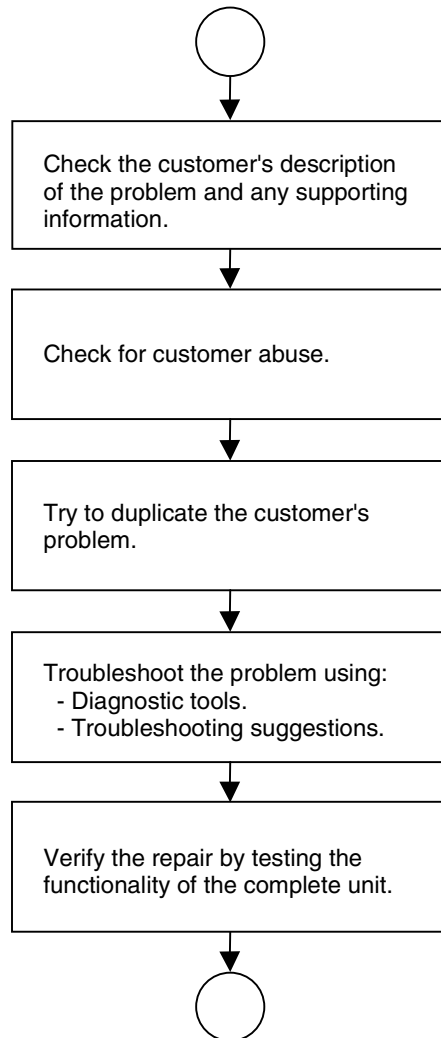 Check the customer's description
of the problem and any supporting
information.
Check for customer abuse.
Try to duplicate the customer's
problem.
Troubleshoot the problem using:
- Diagnostic tools.
- Troubleshooting suggestions.
Verify the repair by testing the
functionality of the complete unit.